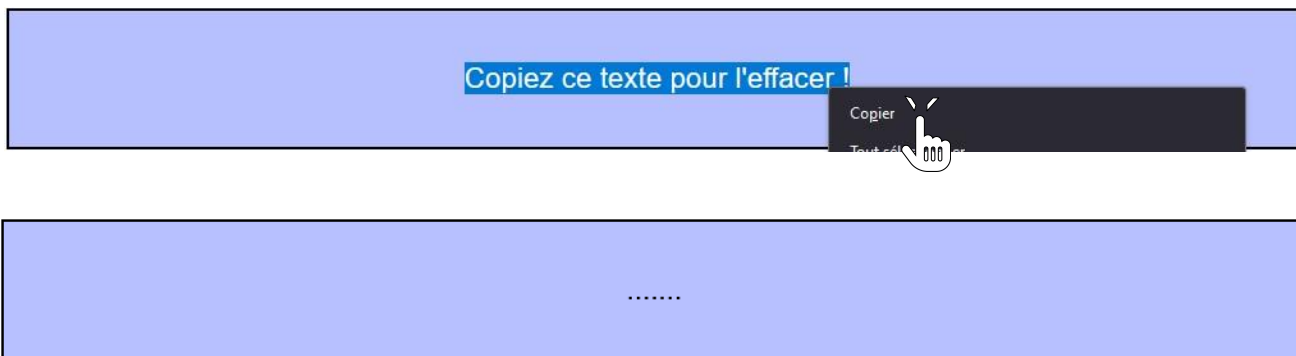 Copiez ce texte pour l'effacer !
Copier
.......